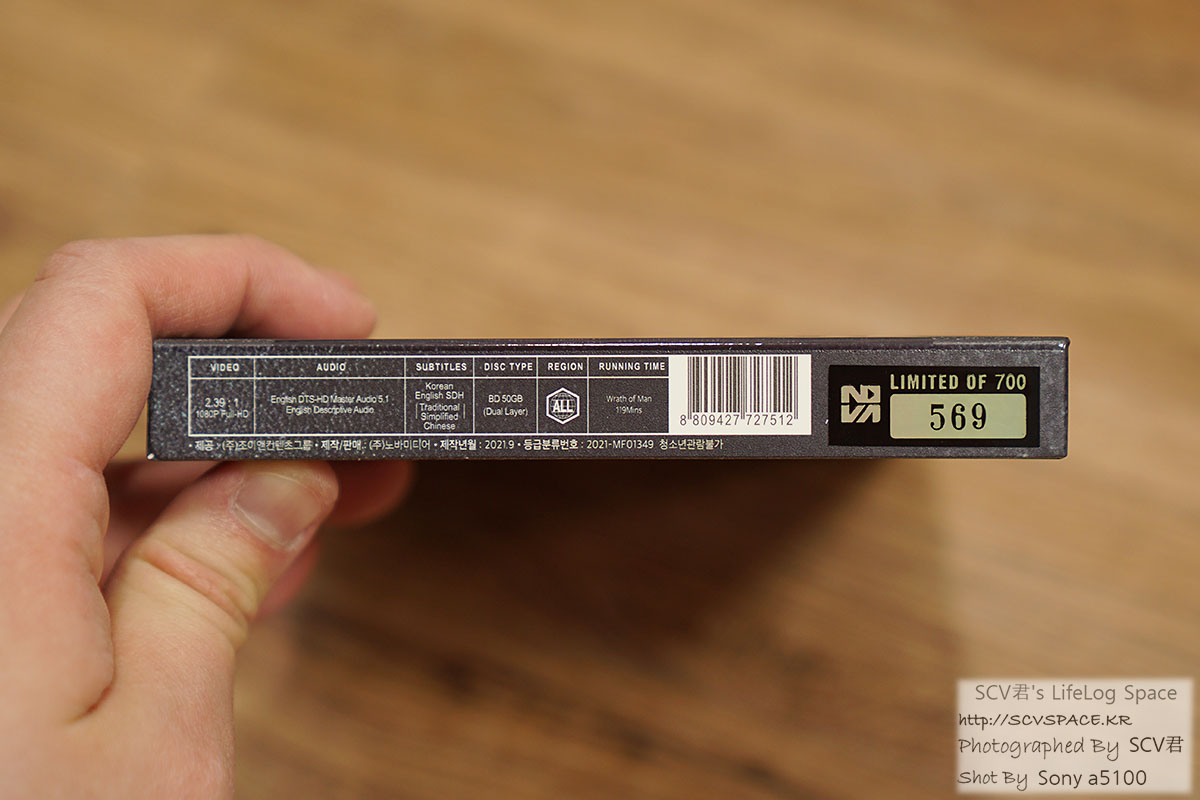 VIDEO
2.39 : 1
1080P Full-HD
AUDIO
English DTS-HD Master Audio 5.1
English Descriptive Audio
SUBTITLES
Korean
English SDH
Traditional
Simplified
Chinese
DISC TYPE
BD 50GB
(Dual Layer)
REGION
ALL
RUNNING TIME
Wrath of Man
119Mins
8 809427 727512
제공 : (주)조이앤컨텐츠그룹 • 제작/판매 : (주)노바미디어 • 제작년월 : 2021.9 • 등급분류번호 : 2021-MF01349 청소년관람불가
NOVA
LIMITED OF 700
569
SCV君's LifeLog Space
http://SCVSPACE.KR
Photographed By SCV君
Shot By Sony a5100